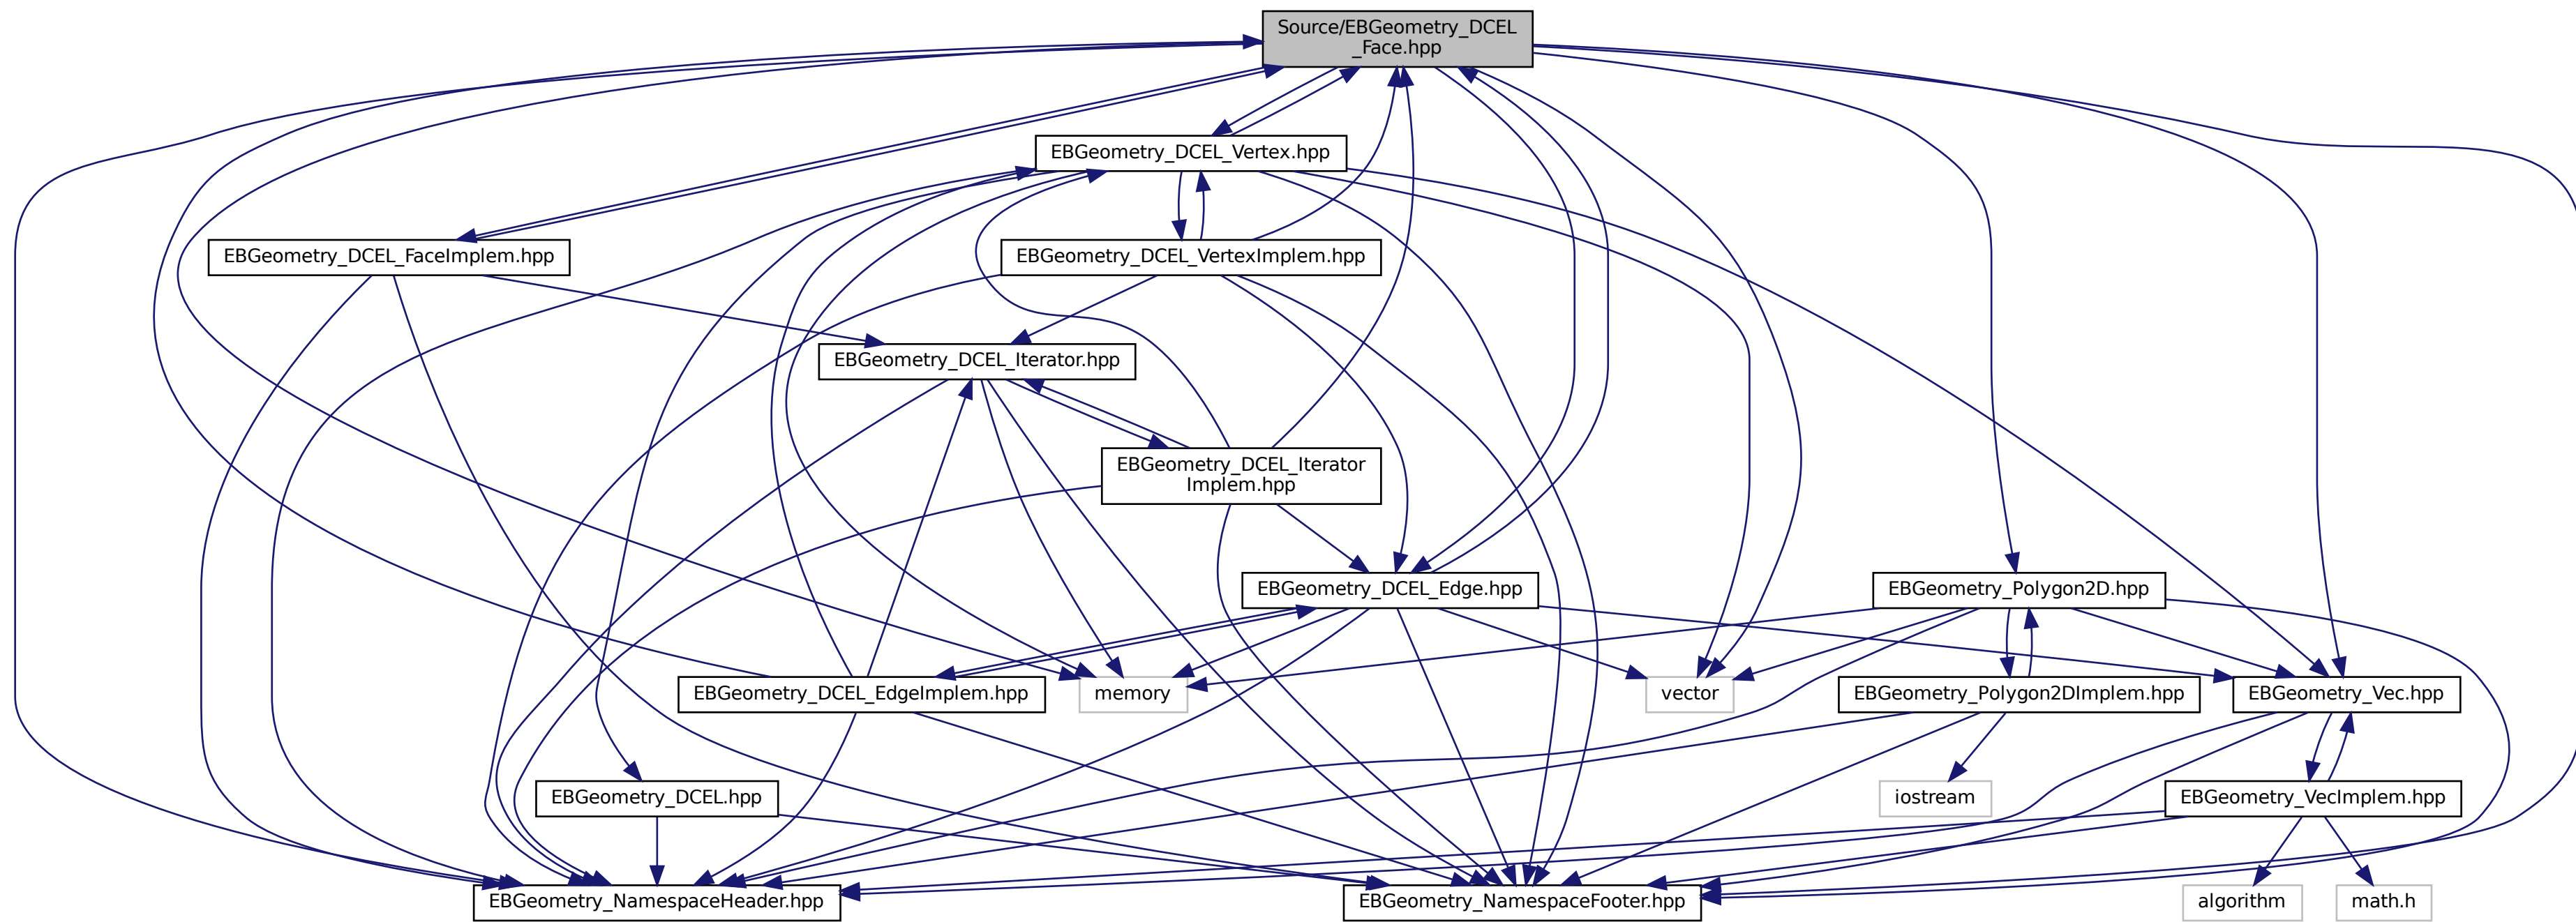 Source/EBGeometry_DCEL
_Face.hpp
EBGeometry_DCEL_Vertex.hpp
EBGeometry_DCEL_FaceImplem.hpp
EBGeometry_DCEL_VertexImplem.hpp
EBGeometry_DCEL_Iterator.hpp
EBGeometry_DCEL_Iterator
Implem.hpp
EBGeometry_DCEL_Edge.hpp
EBGeometry_Polygon2D.hpp
EBGeometry_DCEL_EdgeImplem.hpp
memory
vector
EBGeometry_Polygon2DImplem.hpp
EBGeometry_Vec.hpp
EBGeometry_DCEL.hpp
iostream
EBGeometry_VecImplem.hpp
EBGeometry_NamespaceHeader.hpp
EBGeometry_NamespaceFooter.hpp
algorithm
math.h